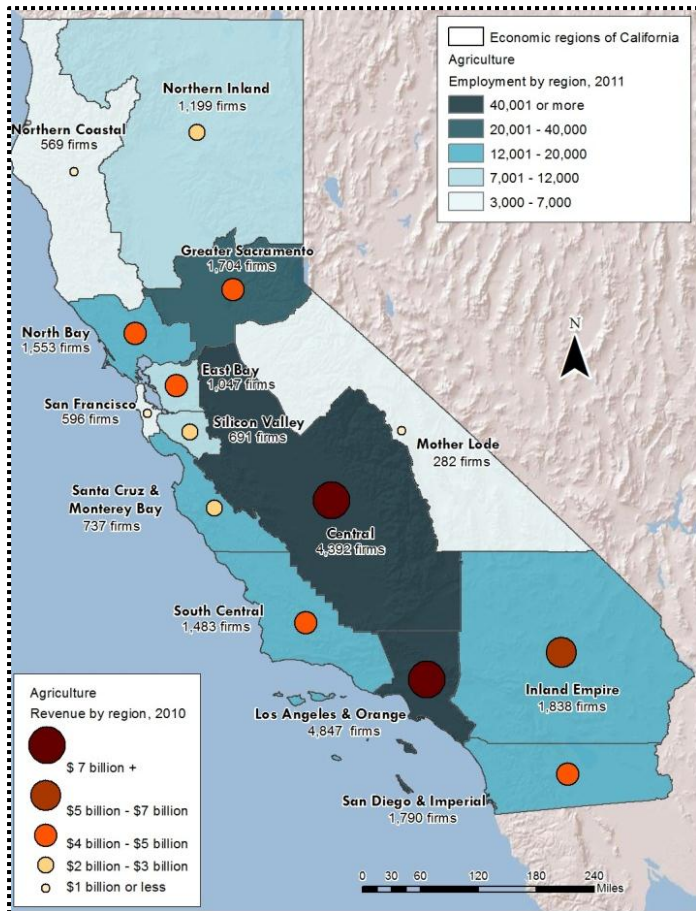 Economic regions of California
Agriculture
Employment by region, 2011
40,001 or more
20,001 - 40,000
12,001 - 20,000
7,001 - 12,000
3,000 - 7,000
Northern Inland
1,199 firms
Northern Coastal
569 firms
Greater Sacramento
1,704 firms
North Bay
1,553 firms
East Bay
1,047 firms
San Francisco
596 firms
Silicon Valley
691 firms
Mother Lode
282 firms
Santa Cruz &
Monterey Bay
737 firms
Central
4,392 firms
South Central
1,483 firms
Inland Empire
1,838 firms
Los Angeles & Orange
4,847 firms
San Diego & Imperial
1,790 firms
N
Agriculture
Revenue by region, 2010
$ 7 billion +
$5 billion - $7 billion
$4 billion - $5 billion
$2 billion - $3 billion
$1 billion or less
0 30 60 120 180 240
Miles